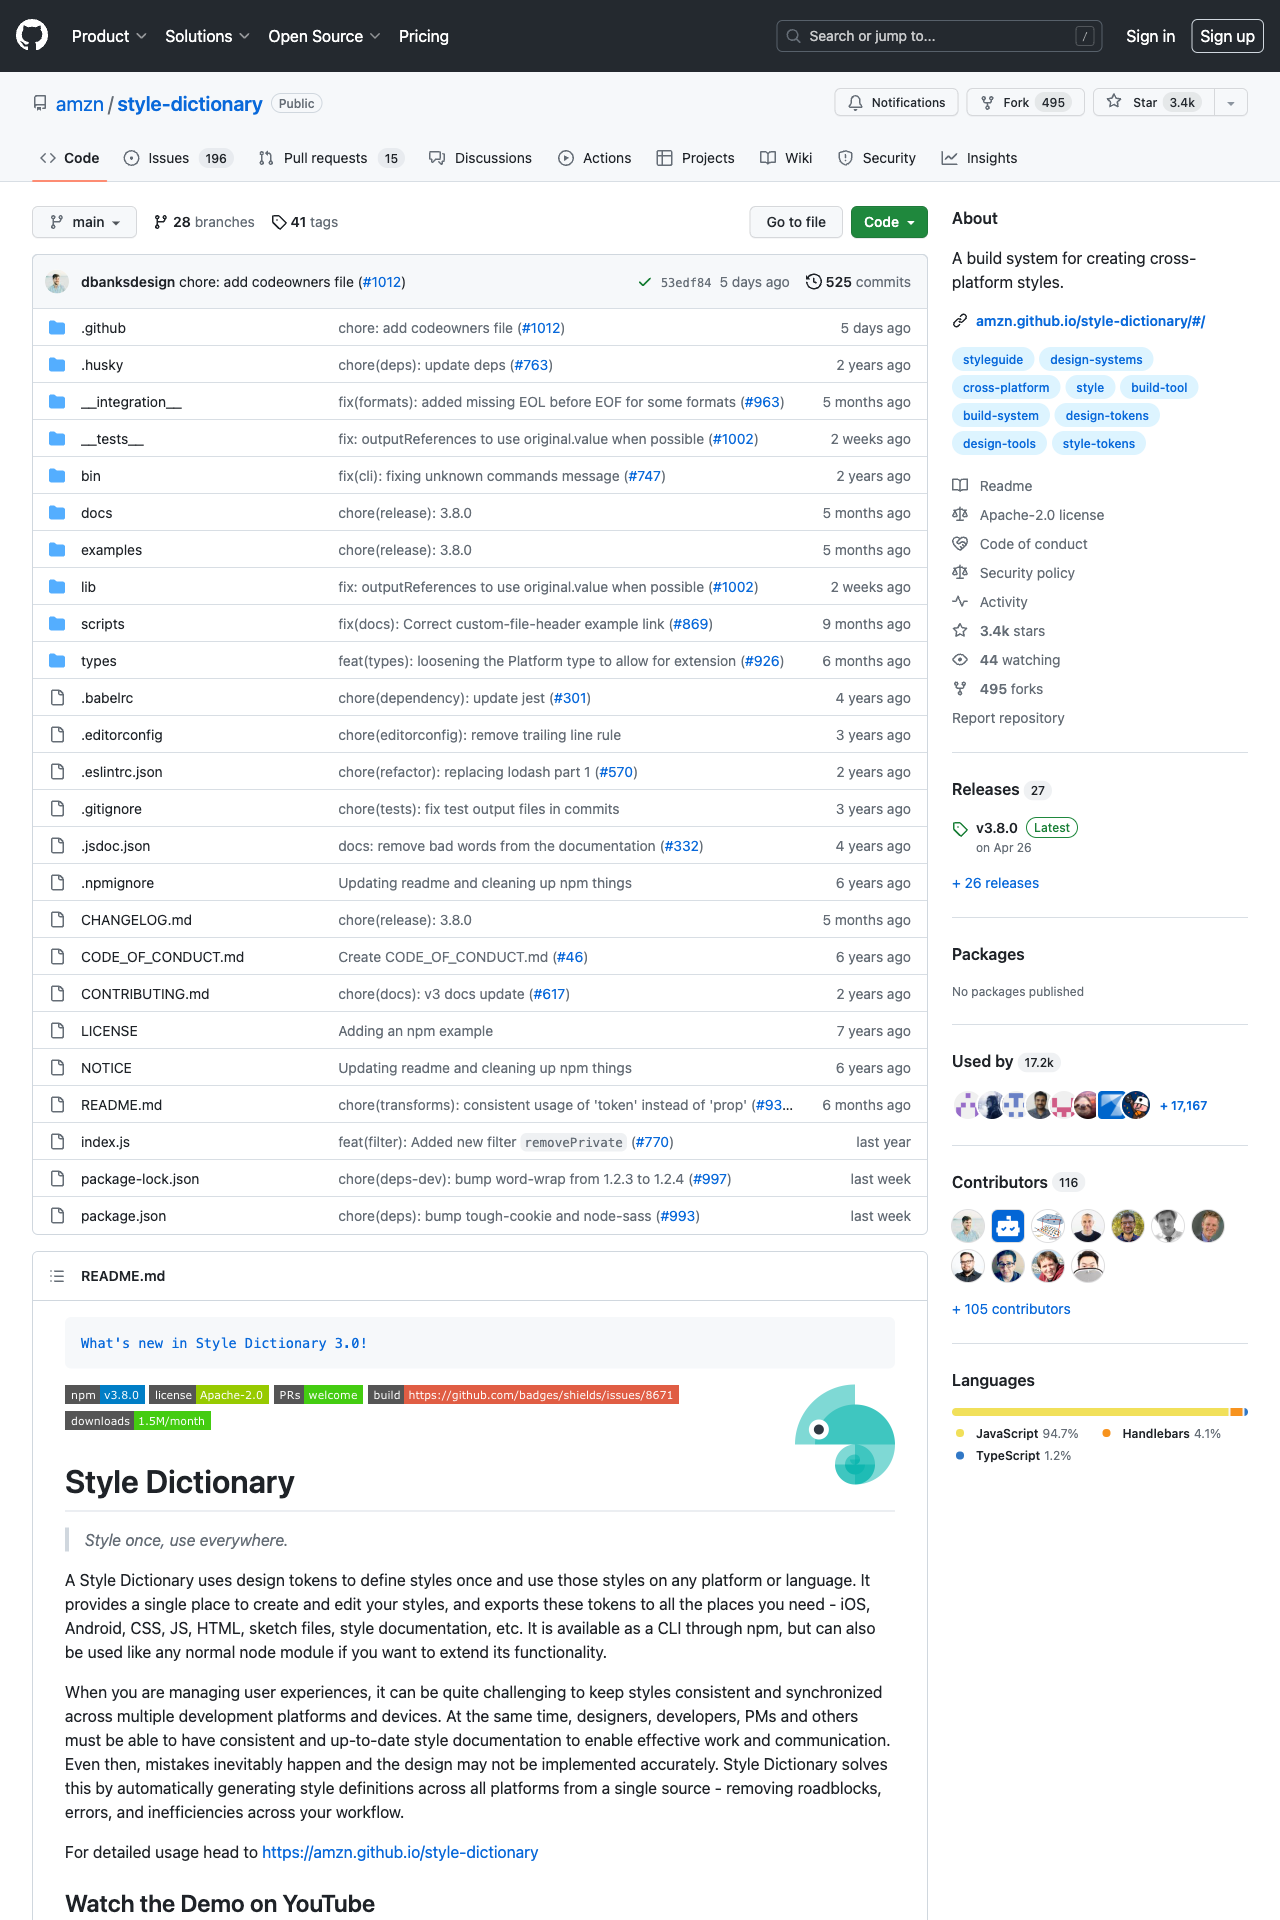 Product Solutions Open Source Pricing Search or jump to... / Sign in Sign up
amzn / style-dictionary Public Notifications Fork 495 Star 3.4k
Code Issues 196 Pull requests 15 Discussions Actions Projects Wiki Security Insights
main 28 branches 41 tags Go to file Code
dbanksdesign chore: add codeowners file (#1012) 53edf84 5 days ago 525 commits
.github chore: add codeowners file (#1012) 5 days ago
.husky chore(deps): update deps (#763) 2 years ago
__integration__ fix(formats): added missing EOL before EOF for some formats (#963) 5 months ago
__tests__ fix: outputReferences to use original.value when possible (#1002) 2 weeks ago
bin fix(cli): fixing unknown commands message (#747) 2 years ago
docs chore(release): 3.8.0 5 months ago
examples chore(release): 3.8.0 5 months ago
lib fix: outputReferences to use original.value when possible (#1002) 2 weeks ago
scripts fix(docs): Correct custom-file-header example link (#869) 9 months ago
types feat(types): loosening the Platform type to allow for extension (#926) 6 months ago
.babelrc chore(dependency): update jest (#301) 4 years ago
.editorconfig chore(editorconfig): remove trailing line rule 3 years ago
.eslintrc.json chore(refactor): replacing lodash part 1 (#570) 2 years ago
.gitignore chore(tests): fix test output files in commits 3 years ago
.jsdoc.json docs: remove bad words from the documentation (#332) 4 years ago
.npmignore Updating readme and cleaning up npm things 6 years ago
CHANGELOG.md chore(release): 3.8.0 5 months ago
CODE_OF_CONDUCT.md Create CODE_OF_CONDUCT.md (#46) 6 years ago
CONTRIBUTING.md chore(docs): v3 docs update (#617) 2 years ago
LICENSE Adding an npm example 7 years ago
NOTICE Updating readme and cleaning up npm things 6 years ago
README.md chore(transforms): consistent usage of 'token' instead of 'prop' (#93... 6 months ago
index.js feat(filter): Added new filter removePrivate (#770) last year
package-lock.json chore(deps-dev): bump word-wrap from 1.2.3 to 1.2.4 (#997) last week
package.json chore(deps): bump tough-cookie and node-sass (#993) last week
README.md
What's new in Style Dictionary 3.0!
npm v3.8.0 license Apache-2.0 PRs welcome build https://github.com/badges/shields/issues/8671
downloads 1.5M/month
Style Dictionary
Style once, use everywhere.
A Style Dictionary uses design tokens to define styles once and use those styles on any platform or language. It
provides a single place to create and edit your styles, and exports these tokens to all the places you need - iOS,
Android, CSS, JS, HTML, sketch files, style documentation, etc. It is available as a CLI through npm, but can also
be used like any normal node module if you want to extend its functionality.
When you are managing user experiences, it can be quite challenging to keep styles consistent and synchronized
across multiple development platforms and devices. At the same time, designers, developers, PMs and others
must be able to have consistent and up-to-date style documentation to enable effective work and communication.
Even then, mistakes inevitably happen and the design may not be implemented accurately. Style Dictionary solves
this by automatically generating style definitions across all platforms from a single source - removing roadblocks,
errors, and inefficiencies across your workflow.
For detailed usage head to https://amzn.github.io/style-dictionary
Watch the Demo on YouTube
About
A build system for creating cross-
platform styles.
amzn.github.io/style-dictionary/#/
styleguide design-systems
cross-platform style build-tool
build-system design-tokens
design-tools style-tokens
Readme
Apache-2.0 license
Code of conduct
Security policy
Activity
3.4k stars
44 watching
495 forks
Report repository
Releases 27
v3.8.0 Latest
on Apr 26
+ 26 releases
Packages
No packages published
Used by 17.2k
+ 17,167
Contributors 116
+ 105 contributors
Languages
JavaScript 94.7% Handlebars 4.1%
TypeScript 1.2%